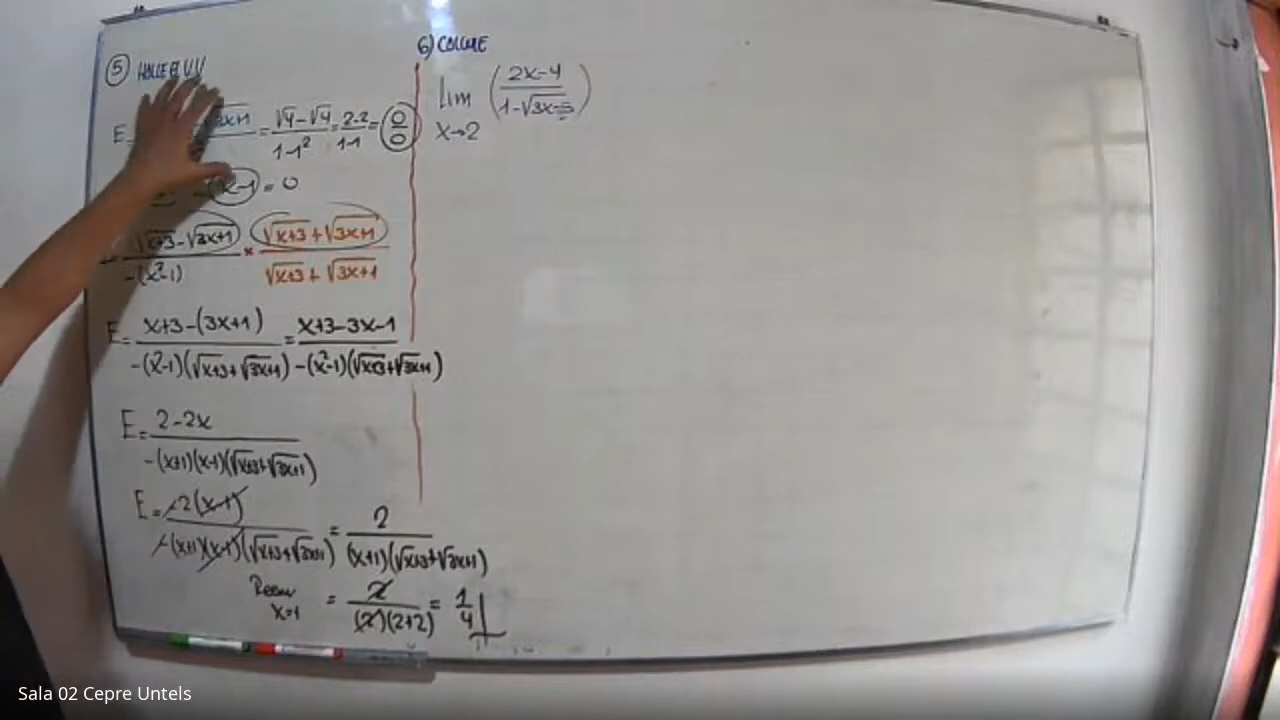 ⑤ HALLE EL V.V
E= √3x+1 = √4-√4/1-1² = 2-2/1-1 = 0/0
x-1 = 0
√x+3-√3x+1/-(x²-1) * √x+3+√3x+1/√x+3+√3x+1
E= x+3-(3x+1)/-(x²-1)(√x+3+√3x+1) = x+3-3x-1/-(x²-1)(√x+3+√3x+1)
E= 2-2x/-(x+1)(x-1)(√x+3+√3x+1)
E= -2(x-1)/-(x+1)(x-1)(√x+3+√3x+1) = 2/(x+1)(√x+3+√3x+1)
x=1 = 2/(2)(2+2) = 1/4
6) CALCULE
Lim x→2 (2x-4/1-√3x-5)
Sala 02 Cepre Untels